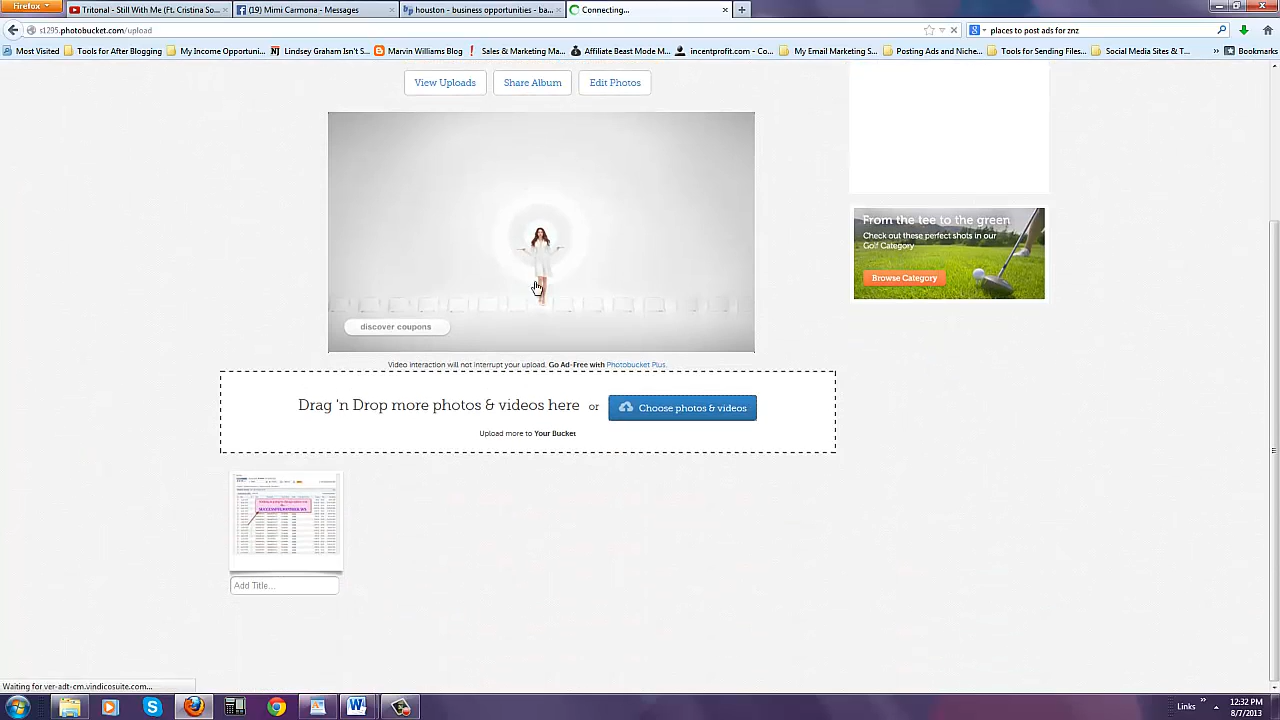 Firefox
Tritonal - Still With Me (Ft. Cristina So...
(19) Mimi Carmona - Messages
houston - business opportunities - ba...
Connecting...
s1295.photobucket.com/upload
places to post ads for znz
Most Visited
Tools for After Blogging
My Income Opportuni...
Lindsey Graham Isn't S...
Marvin Williams Blog
Sales & Marketing Ma...
Affiliate Beast Mode M...
incentprofit.com - Co...
My Email Marketing S...
Posting Ads and Niche...
Tools for Sending Files...
Social Media Sites & T...
Bookmarks
View Uploads
Share Album
Edit Photos
From the tee to the green
Check out these perfect shots in our
Golf Category
Browse Category
discover coupons
Video interaction will not interrupt your upload. Go Ad-Free with Photobucket Plus.
Drag 'n Drop more photos & videos here or Choose photos & videos
Upload more to Your Bucket
Add Title...
Waiting for ver-adt-cm.vindicosuite.com...
Links
12:32 PM
8/7/2013